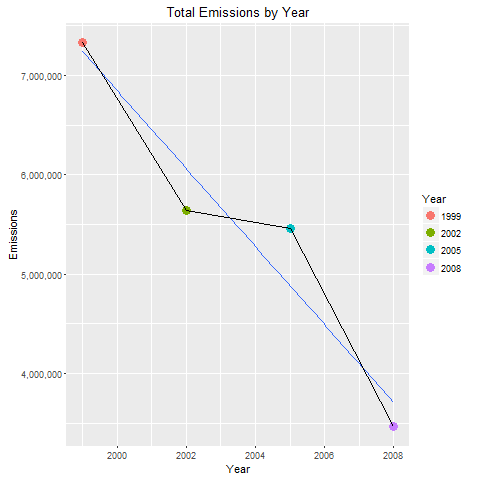 Total Emissions by Year
7,000,000
6,000,000
5,000,000
4,000,000
Emissions
2000 2002 2004 2006 2008
Year
Year
1999
2002
2005
2008